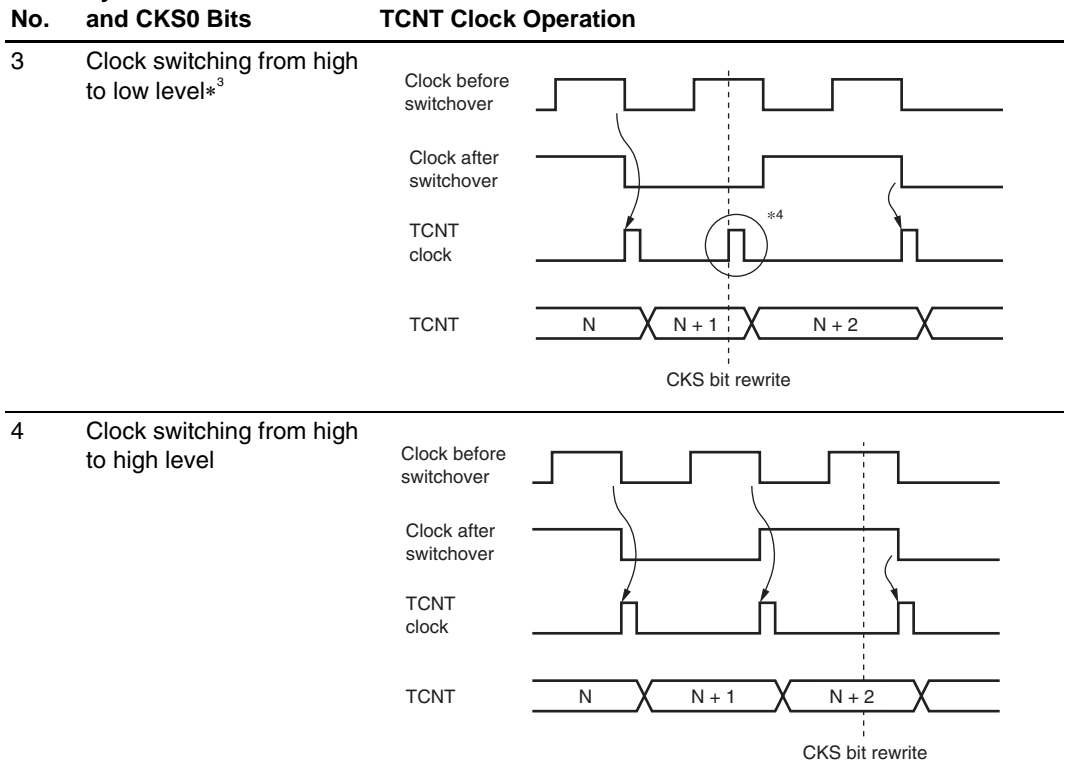 No. and CKS0 Bits TCNT Clock Operation
3 Clock switching from high
to low level*3
Clock before
switchover
Clock after
switchover
TCNT
clock
*4
TCNT N N + 1 N + 2
CKS bit rewrite
4 Clock switching from high
to high level
Clock before
switchover
Clock after
switchover
TCNT
clock
TCNT N N + 1 N + 2
CKS bit rewrite